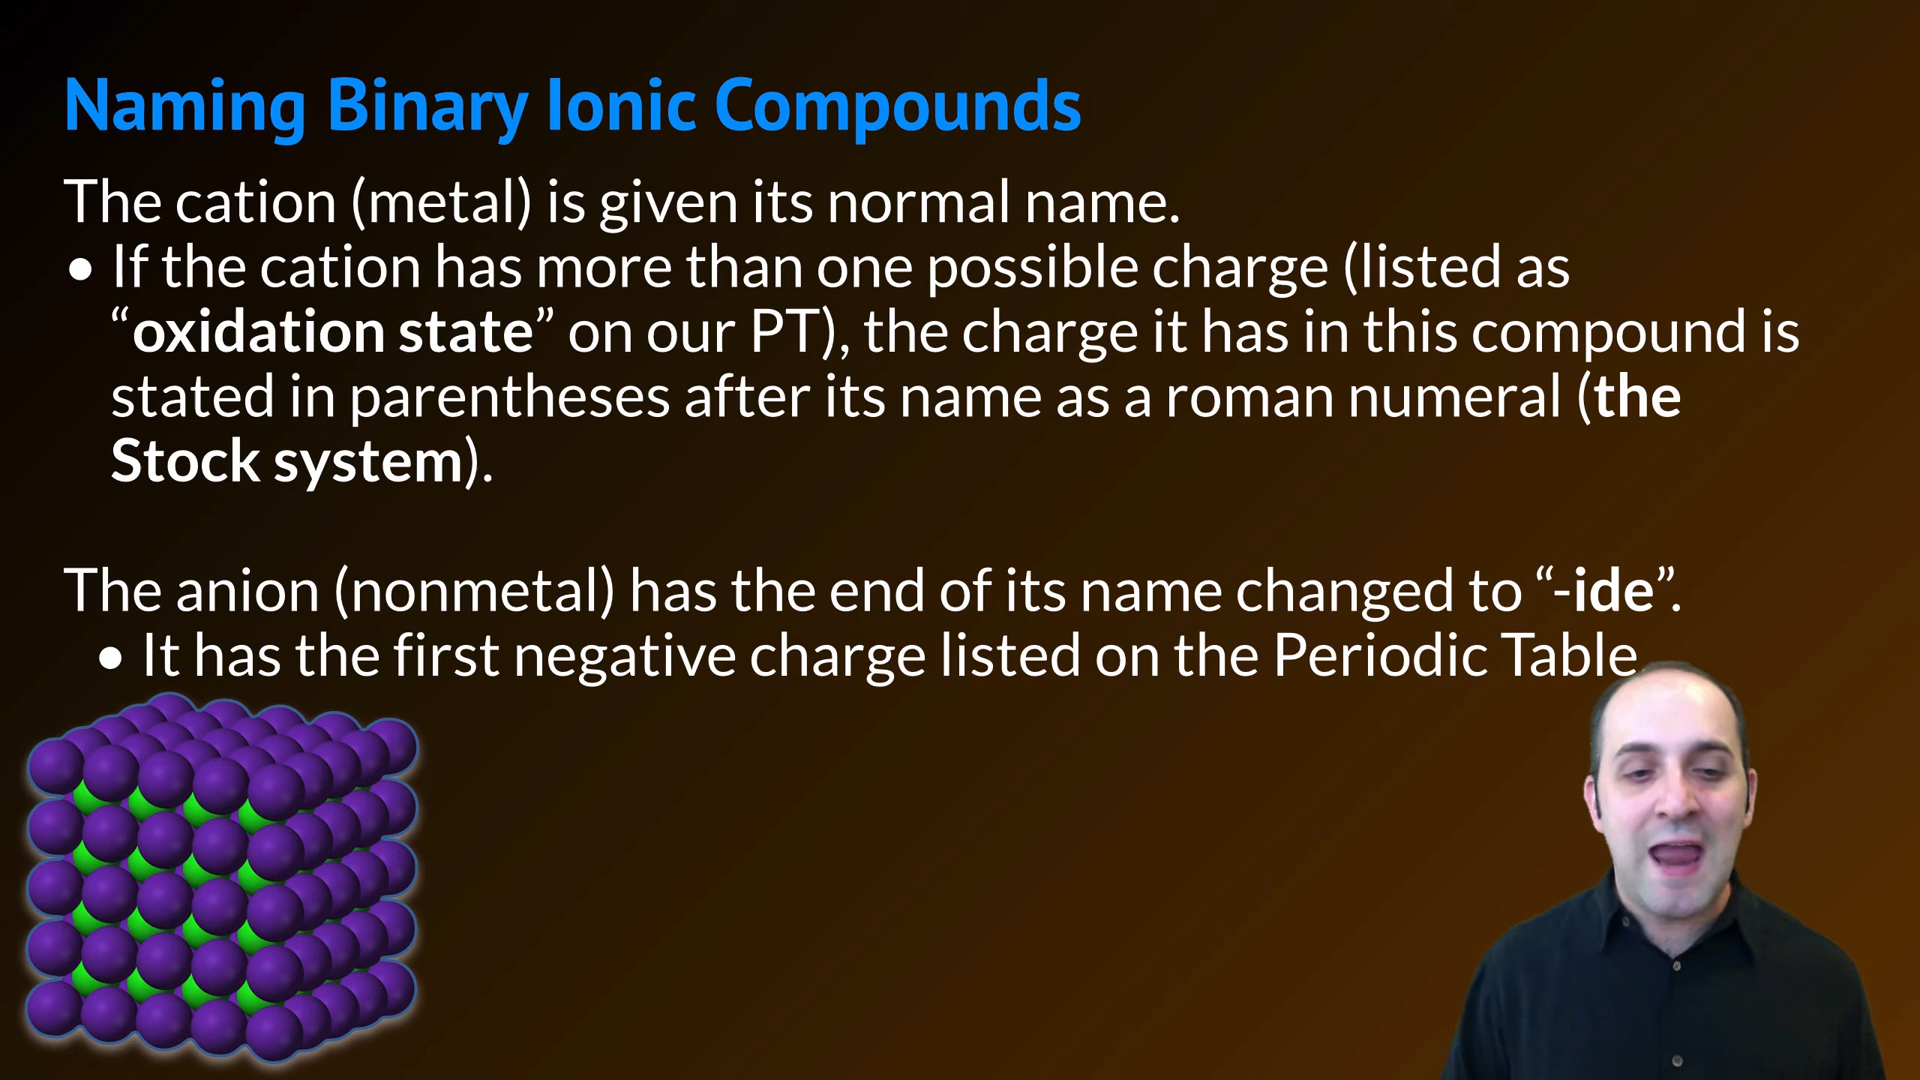 Naming Binary Ionic Compounds
The cation (metal) is given its normal name.
• If the cation has more than one possible charge (listed as
“oxidation state” on our PT), the charge it has in this compound is
stated in parentheses after its name as a roman numeral (the
Stock system).
The anion (nonmetal) has the end of its name changed to “-ide”.
• It has the first negative charge listed on the Periodic Table